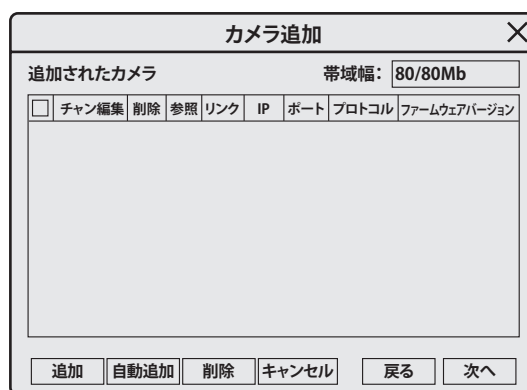 カメラ追加
追加されたカメラ 帯域幅： 80/80Mb
チャン編集 削除 参照 リンク IP ポート プロトコル ファームウェアバージョン
追加 自動追加 削除 キャンセル 戻る 次へ